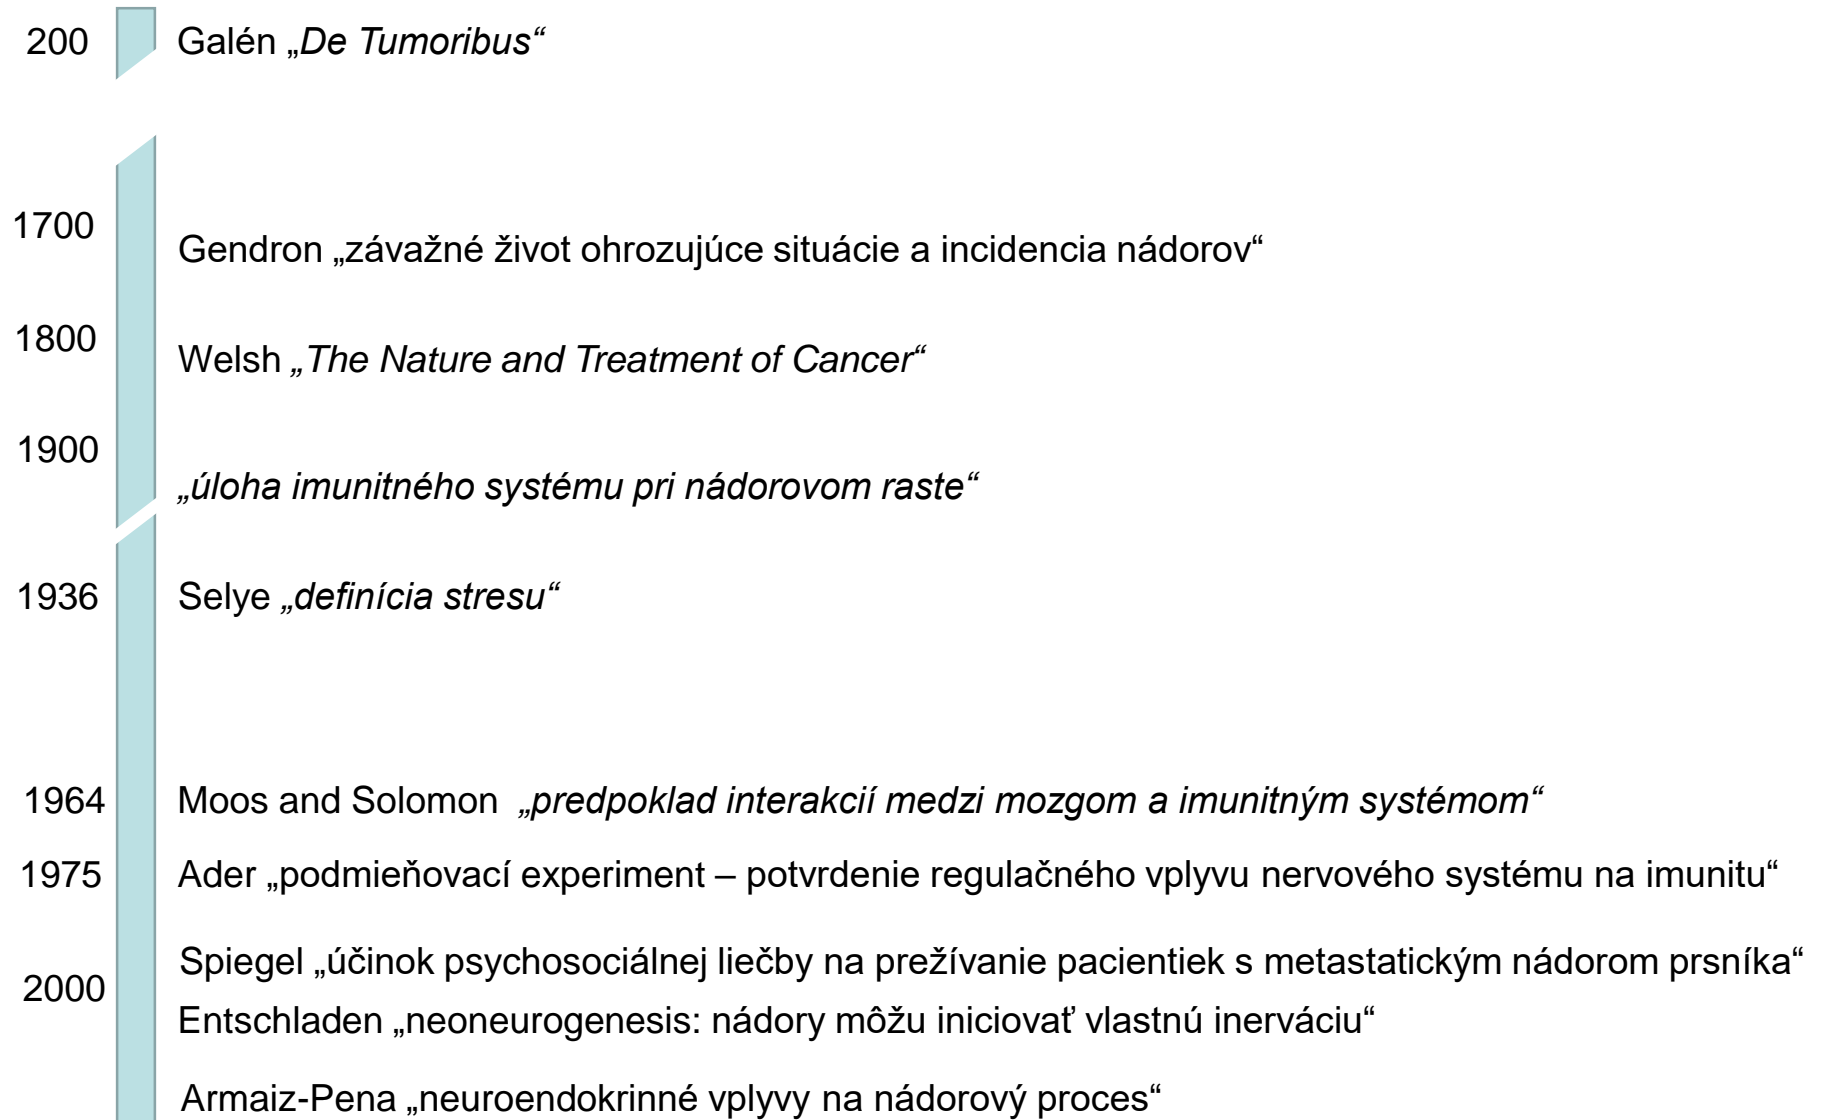 200 Galén „De Tumoribus“
1700
Gendron „závažné život ohrozujúce situácie a incidencia nádorov“
1800
Welsh „The Nature and Treatment of Cancer“
1900
„úloha imunitného systému pri nádorovom raste“
1936 Selye „definícia stresu“
1964 Moos and Solomon „predpoklad interakcií medzi mozgom a imunitným systémom“
1975 Ader „podmieňovací experiment – potvrdenie regulačného vplyvu nervového systému na imunitu“
Spiegel „účinok psychosociálnej liečby na prežívanie pacientiek s metastatickým nádorom prsníka“
2000
Entschladen „neoneurogenesis: nádory môžu iniciovať vlastnú inerváciu“
Armaiz-Pena „neuroendokrinné vplyvy na nádorový proces“